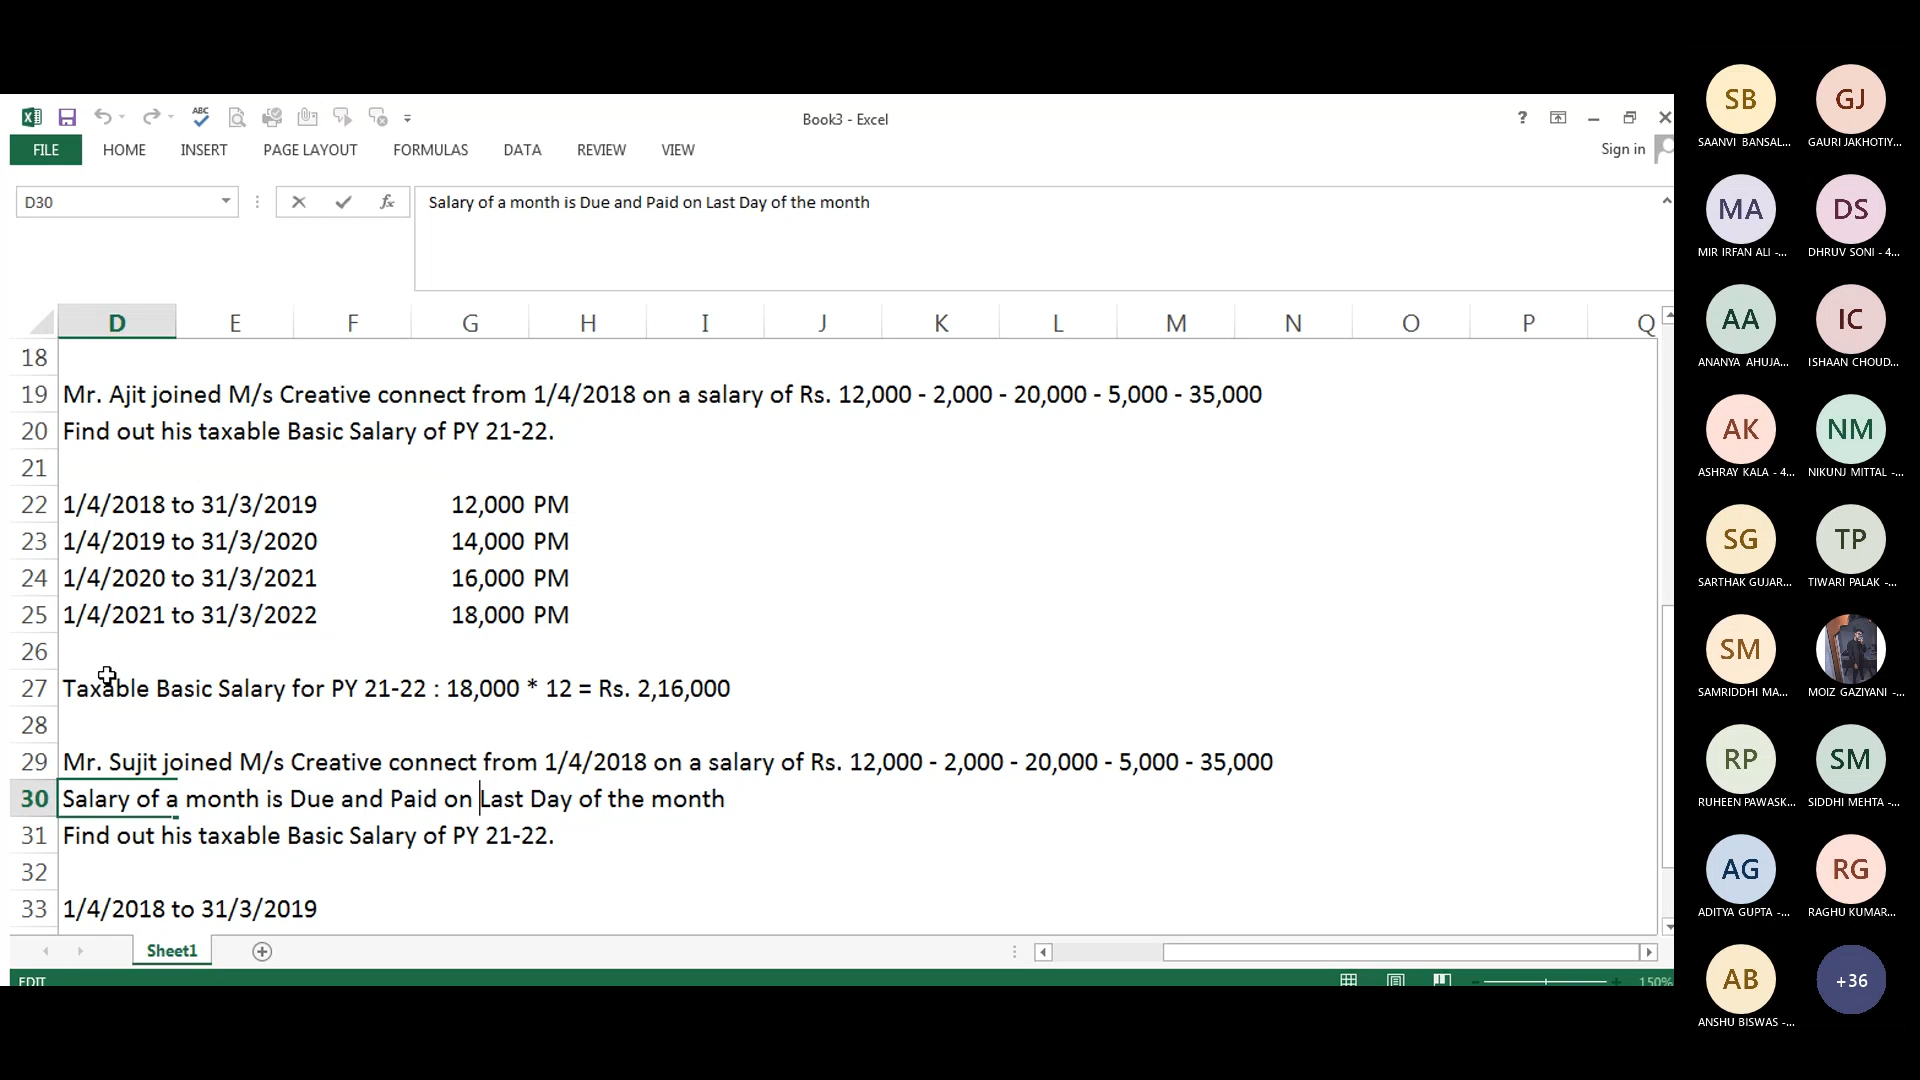 Book3 - Excel
?
FILE HOME INSERT PAGE LAYOUT FORMULAS DATA REVIEW VIEW
Sign in
D30
Salary of a month is Due and Paid on Last Day of the month
D E F G H I J K L M N O P Q
18
19 Mr. Ajit joined M/s Creative connect from 1/4/2018 on a salary of Rs. 12,000 - 2,000 - 20,000 - 5,000 - 35,000
20 Find out his taxable Basic Salary of PY 21-22.
21
22 1/4/2018 to 31/3/2019 12,000 PM
23 1/4/2019 to 31/3/2020 14,000 PM
24 1/4/2020 to 31/3/2021 16,000 PM
25 1/4/2021 to 31/3/2022 18,000 PM
26
27 Taxable Basic Salary for PY 21-22 : 18,000 * 12 = Rs. 2,16,000
28
29 Mr. Sujit joined M/s Creative connect from 1/4/2018 on a salary of Rs. 12,000 - 2,000 - 20,000 - 5,000 - 35,000
30 Salary of a month is Due and Paid on Last Day of the month
31 Find out his taxable Basic Salary of PY 21-22.
32
33 1/4/2018 to 31/3/2019
Sheet1
EDIT
150%
SB GJ
SAANVI BANSAL... GAURI JAKHOTIY...
MA DS
MIR IRFAN ALI -... DHRUV SONI - 4...
AA IC
ANANYA AHUJA... ISHAAN CHOUD...
AK NM
ASHRAY KALA - 4... NIKUNJ MITTAL -...
SG TP
SARTHAK GUJAR... TIWARI PALAK -...
SM
SAMRIDDHI MA... MOIZ GAZIYANI -...
RP SM
RUHEEN PAWASK... SIDDHI MEHTA -...
AG RG
ADITYA GUPTA -... RAGHU KUMAR...
AB +36
ANSHU BISWAS -...